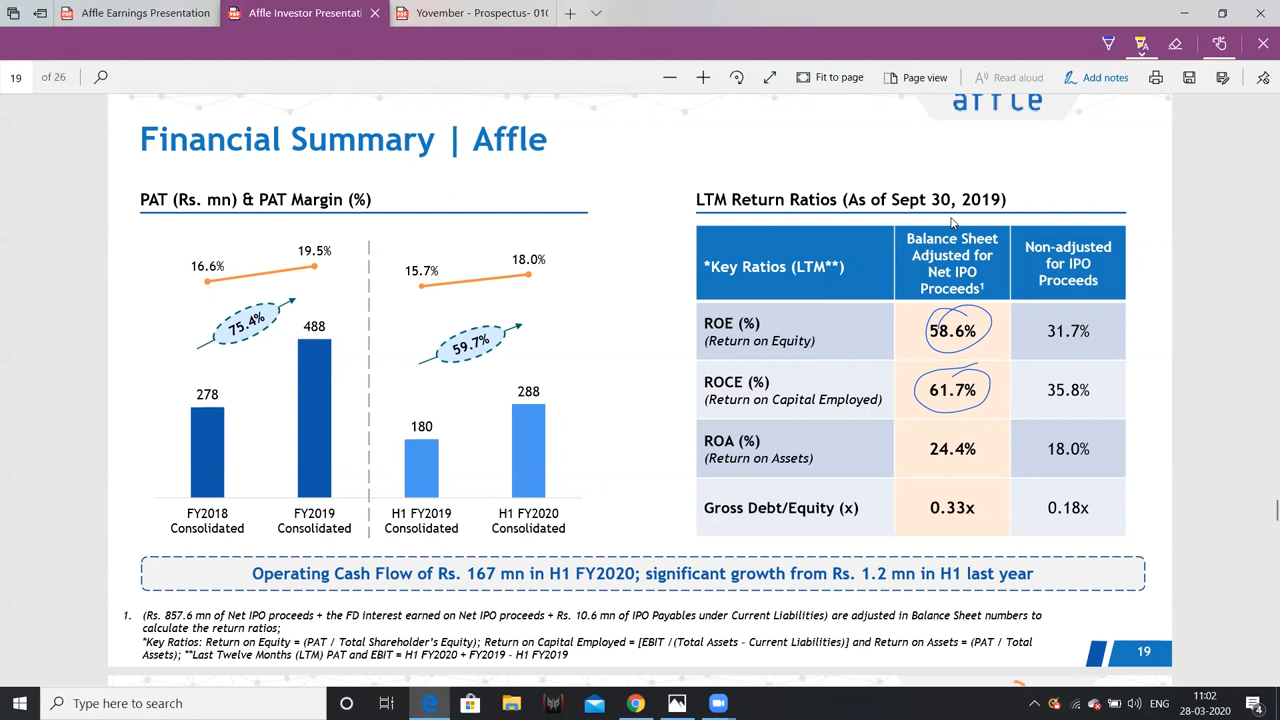 Affle Earnings Presentation
Affle Investor Presentati
Yovember - Prospectus- 010
19 of 26
Fit to page
Page view
Read aloud
Add notes
affle
Financial Summary | Affle
PAT (Rs. mn) & PAT Margin (%)
16.6%
19.5%
15.7%
18.0%
75.4%
59.7%
278
488
180
288
FY2018
Consolidated
FY2019
Consolidated
H1 FY2019
Consolidated
H1 FY2020
Consolidated
LTM Return Ratios (As of Sept 30, 2019)
*Key Ratios (LTM**)
Balance Sheet
Adjusted for
Net IPO
Proceeds¹
Non-adjusted
for IPO
Proceeds
ROE (%)
(Return on Equity)
58.6%
31.7%
ROCE (%)
(Return on Capital Employed)
61.7%
35.8%
ROA (%)
(Return on Assets)
24.4%
18.0%
Gross Debt/Equity (x)
0.33x
0.18x
Operating Cash Flow of Rs. 167 mn in H1 FY2020; significant growth from Rs. 1.2 mn in H1 last year
1. (Rs. 857.6 mn of Net IPO proceeds + the FD interest earned on Net IPO proceeds + Rs. 10.6 mn of IPO Payables under Current Liabilities) are adjusted in Balance Sheet numbers to
calculate the return ratios;
*Key Ratios: Return on Equity = (PAT / Total Shareholder's Equity); Return on Capital Employed = [EBIT /(Total Assets – Current Liabilities)] and Return on Assets = (PAT / Total
Assets); **Last Twelve Months (LTM) PAT and EBIT = H1 FY2020 + FY2019 – H1 FY2019
19
Type here to search
ENG
11:02
28-03-2020
4